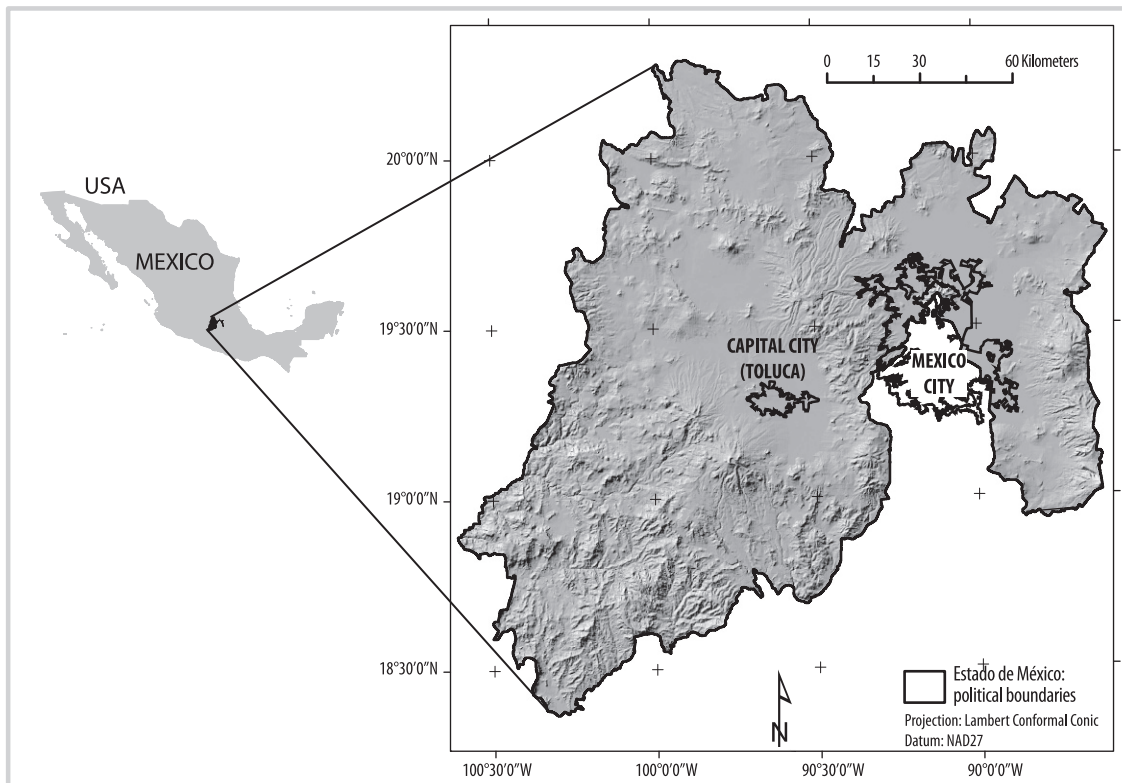 USA
MEXICO
0 15 30 60 Kilometers
20°0'0"N
19°30'0"N
19°0'0"N
18°30'0"N
CAPITAL CITY
(TOLUCA)
MEXICO
CITY
N
Estado de México:
political boundaries
Projection: Lambert Conformal Conic
Datum: NAD27
100°30'0"W 100°0'0"W 90°30'0"W 90°0'0"W